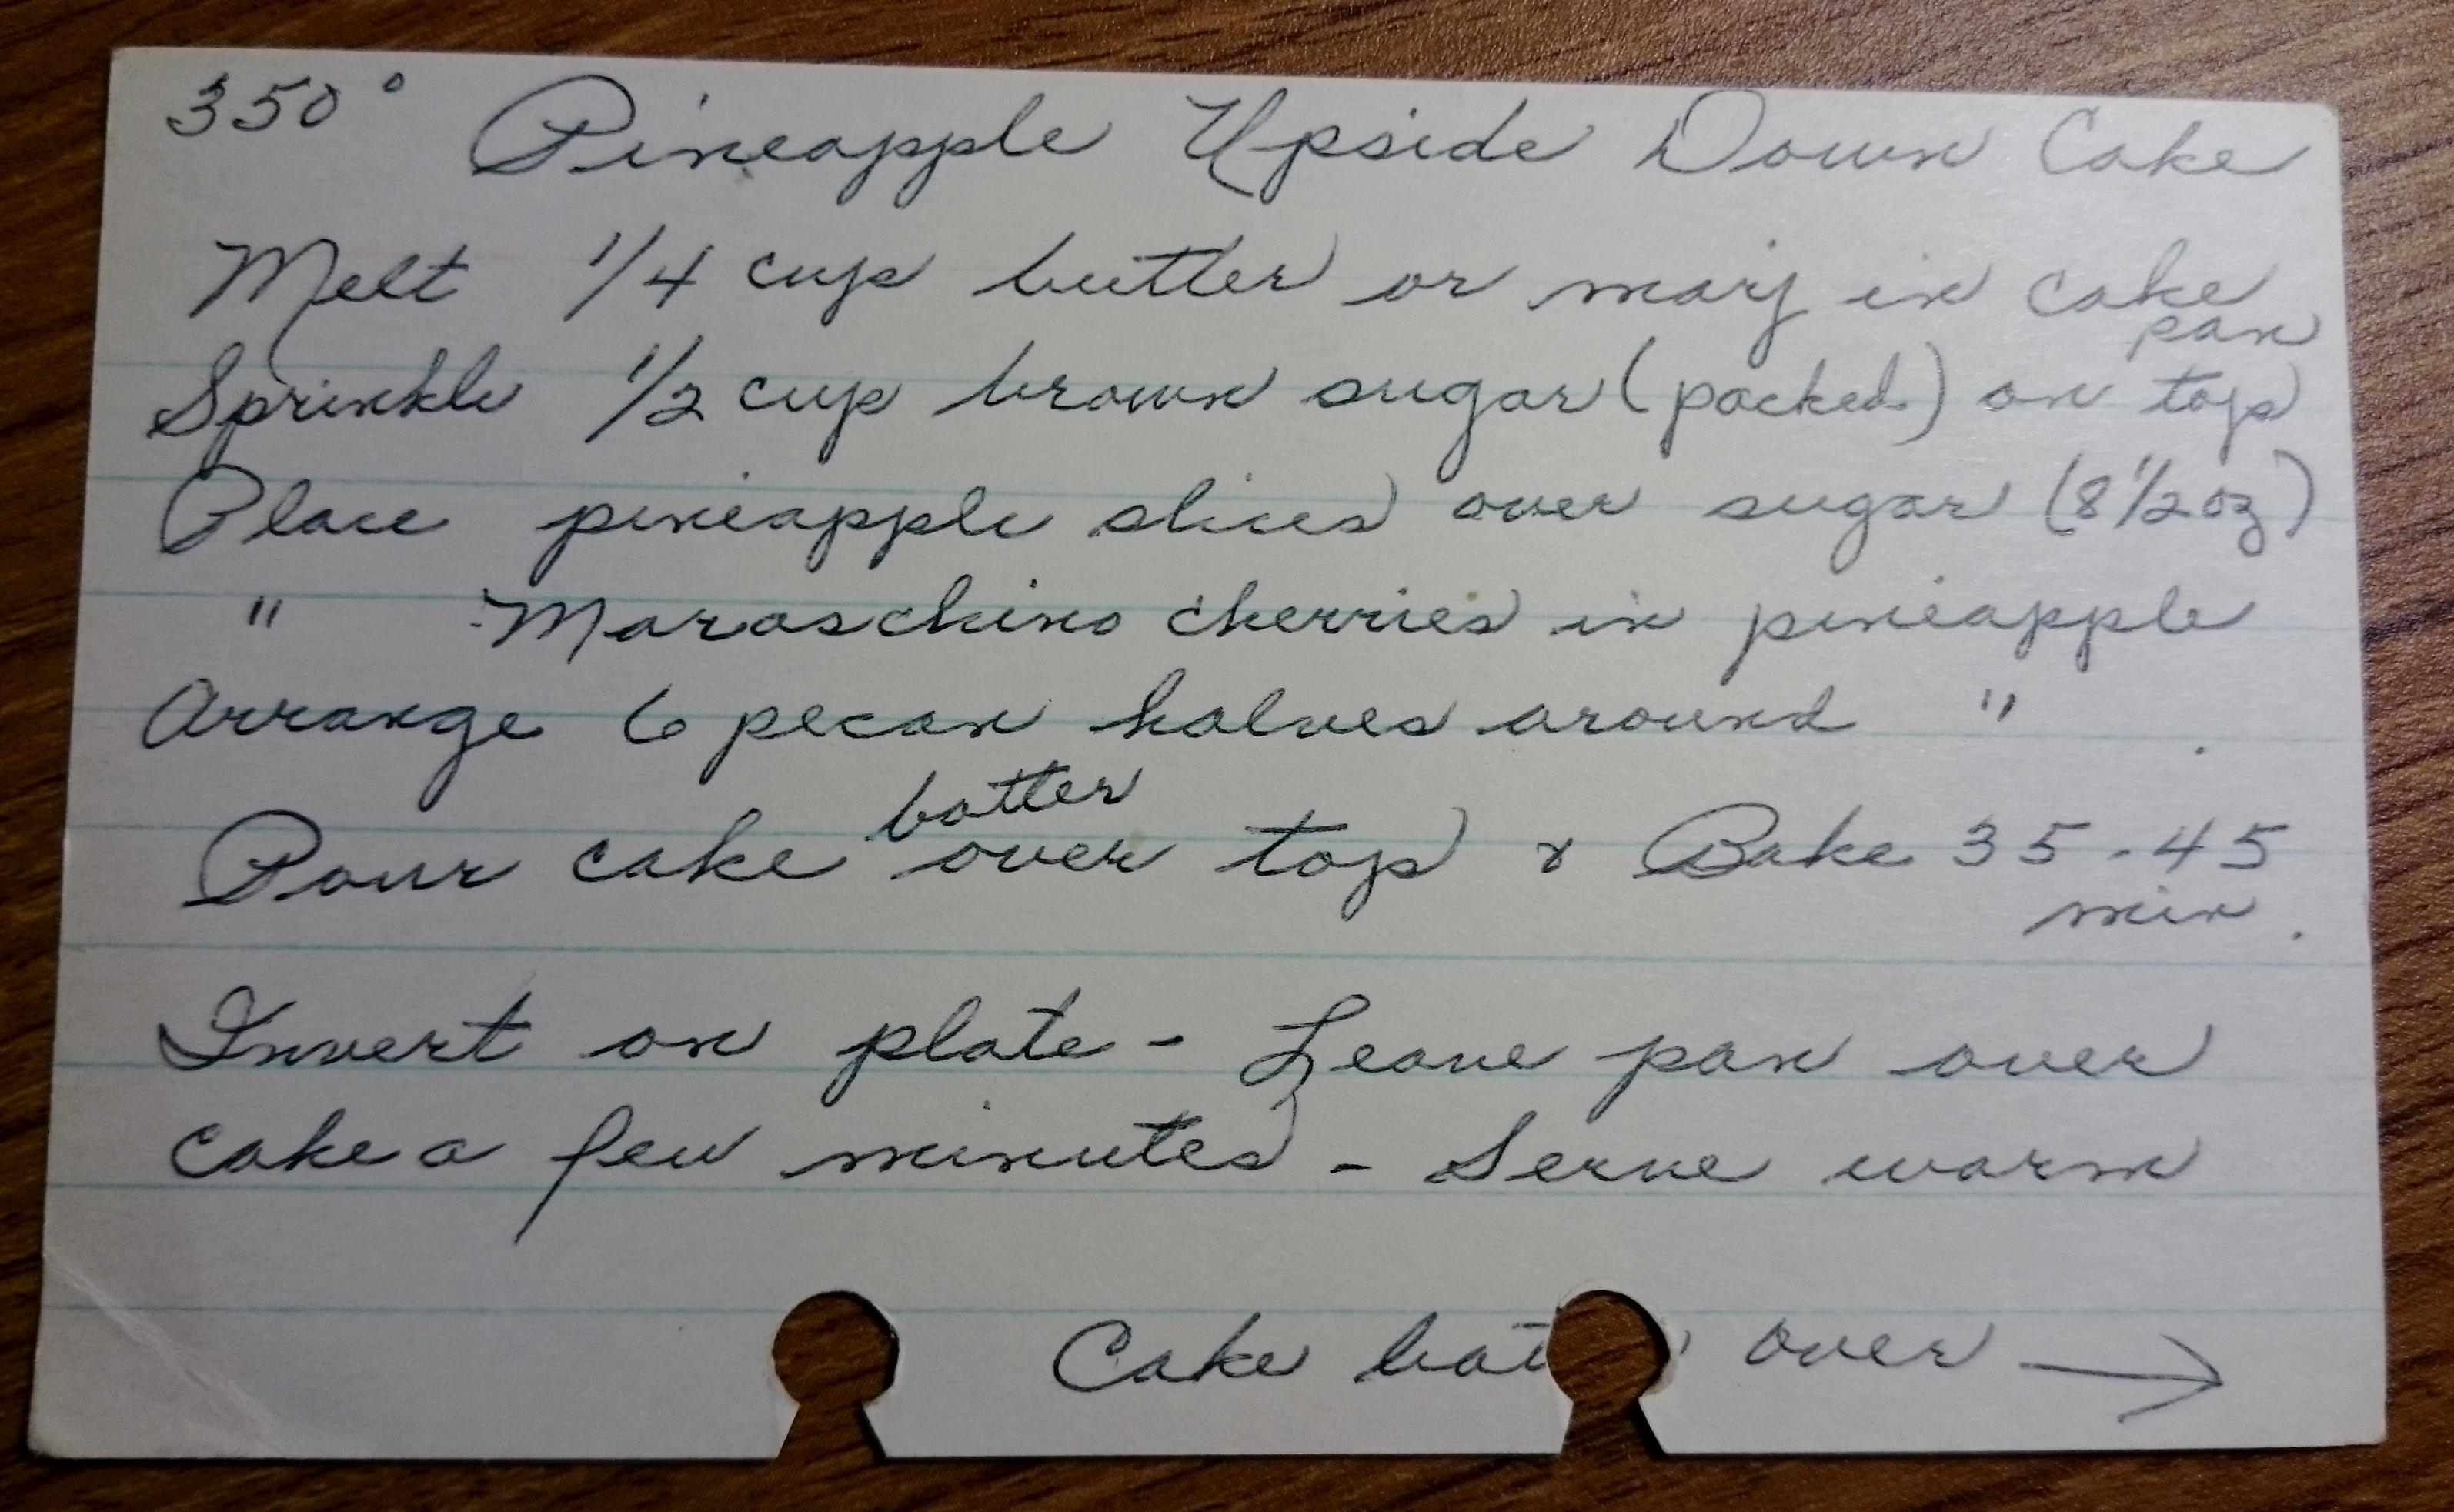 350° Pineapple Upside Down Cake
Melt 1/4 cup butter or marg in cake
pan
Sprinkle 1/2 cup brown sugar (packed) on top
Place pineapple slices over sugar (8 1/2 oz)
" Maraschino cherries in pineapple
Arrange 6 pecan halves around " .
batter
Pour cake over top & Bake 35-45
min.
Invert on plate - Leave pan over
cake a few minutes - Serve warm
Cake over →